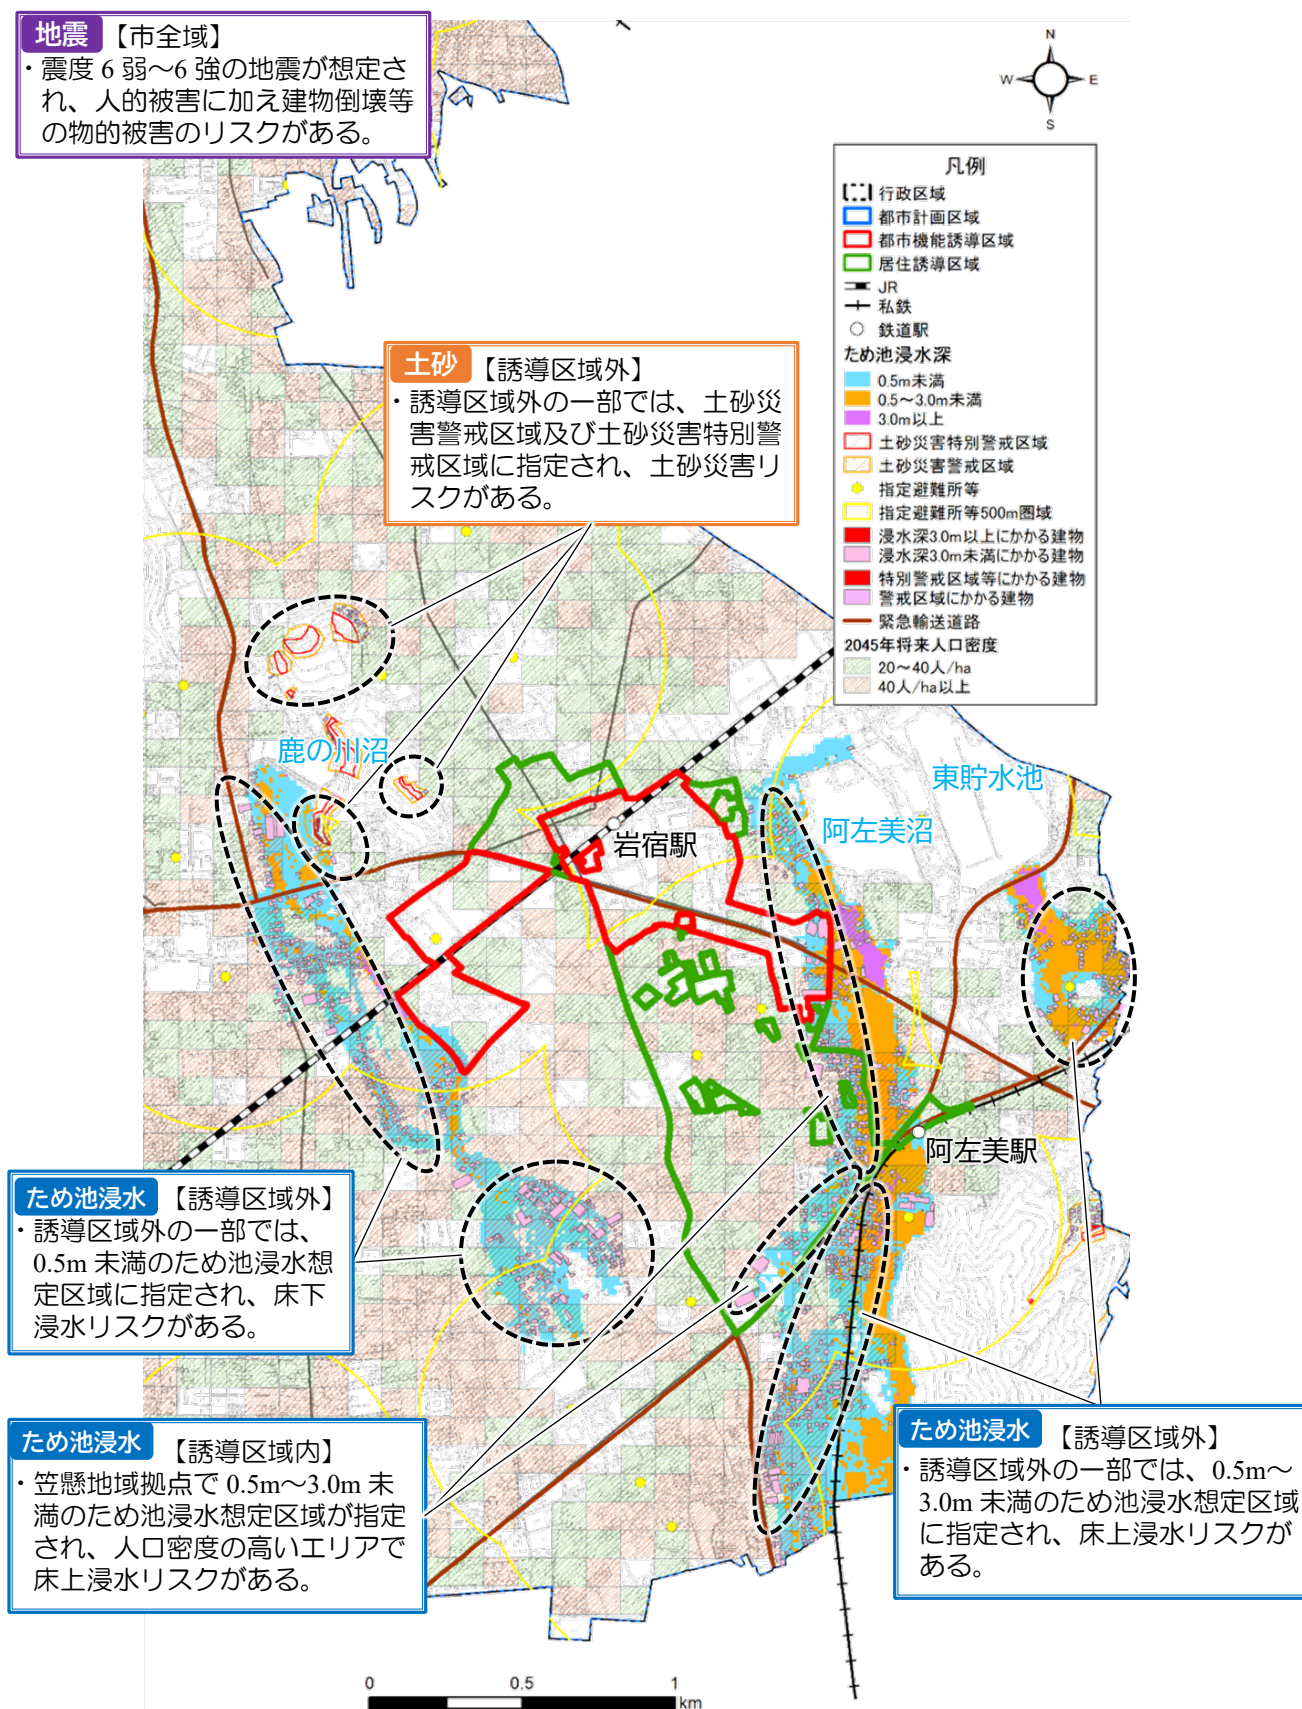 地震 【市全域】
・震度 6 弱～6 強の地震が想定さ
れ、人的被害に加え建物倒壊等
の物的被害のリスクがある。
N
W
E
S
凡例
行政区域
都市計画区域
都市機能誘導区域
居住誘導区域
JR
私鉄
鉄道駅
ため池浸水深
0.5m未満
0.5～3.0m未満
3.0m以上
土砂災害特別警戒区域
土砂災害警戒区域
指定避難所等
指定避難所等500m圏域
浸水深3.0m以上にかかる建物
浸水深3.0m未満にかかる建物
特別警戒区域等にかかる建物
警戒区域にかかる建物
緊急輸送道路
2045年将来人口密度
20～40人/ha
40人/ha以上
土砂 【誘導区域外】
・誘導区域外の一部では、土砂災
害警戒区域及び土砂災害特別警
戒区域に指定され、土砂災害リ
スクがある。
鹿の川沼
東貯水池
阿左美沼
岩宿駅
阿左美駅
ため池浸水 【誘導区域外】
・誘導区域外の一部では、
0.5m 未満のため池浸水想
定区域に指定され、床下
浸水リスクがある。
ため池浸水 【誘導区域内】
・笠懸地域拠点で 0.5m～3.0m 未
満のため池浸水想定区域が指定
され、人口密度の高いエリアで
床上浸水リスクがある。
ため池浸水 【誘導区域外】
・誘導区域外の一部では、0.5m～
3.0m 未満のため池浸水想定区域
に指定され、床上浸水リスクが
ある。
0 0.5 1
km